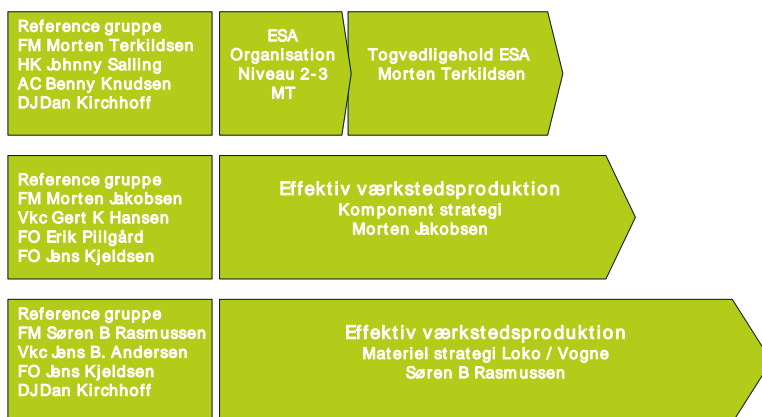 Reference gruppe
FM Morten Terkildsen
HK Johnny Salling
AC Benny Knudsen
DJDan Kirchhoff
ESA
Organisation
Niveau 2-3
MT
Togvedligehold ESA
Morten Terkildsen
Reference gruppe
FM Morten Jakobsen
Vkc Gert K Hansen
FO Erik Piilgård
FO Jens Kjeldsen
Effektiv værkstedsproduktion
Komponent strategi
Morten Jakobsen
Reference gruppe
FM Søren B Rasmussen
Vkc Jens B. Andersen
FO Jens Kjeldsen
DJDan Kirchhoff
Effektiv værkstedsproduktion
Materiel strategi Loko / Vogne
Søren B Rasmussen